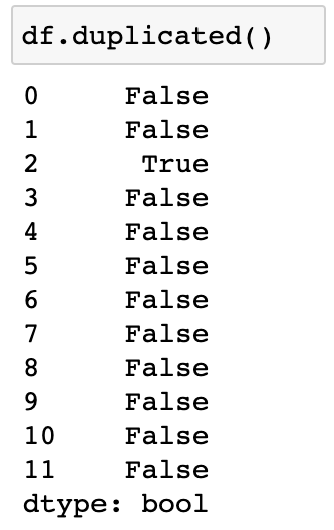 df.duplicated()
0      False
1      False
2       True
3      False
4      False
5      False
6      False
7      False
8      False
9      False
10     False
11     False
dtype: bool